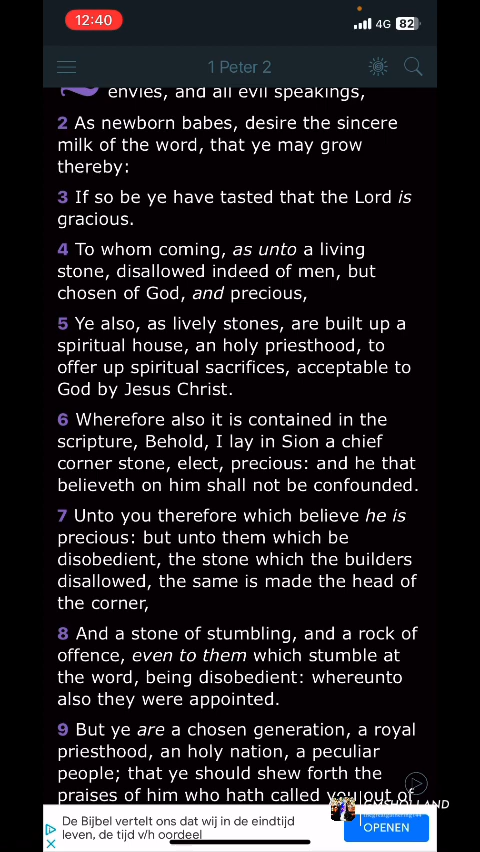 12:40
4G 82
1 Peter 2
envies, and all evil speakings,
2 As newborn babes, desire the sincere
milk of the word, that ye may grow
thereby:
3 If so be ye have tasted that the Lord is
gracious.
4 To whom coming, as unto a living
stone, disallowed indeed of men, but
chosen of God, and precious,
5 Ye also, as lively stones, are built up a
spiritual house, an holy priesthood, to
offer up spiritual sacrifices, acceptable to
God by Jesus Christ.
6 Wherefore also it is contained in the
scripture, Behold, I lay in Sion a chief
corner stone, elect, precious: and he that
believeth on him shall not be confounded.
7 Unto you therefore which believe he is
precious: but unto them which be
disobedient, the stone which the builders
disallowed, the same is made the head of
the corner,
8 And a stone of stumbling, and a rock of
offence, even to them which stumble at
the word, being disobedient: whereunto
also they were appointed.
9 But ye are a chosen generation, a royal
priesthood, an holy nation, a peculiar
people; that ye should shew forth the
praises of him who hath called you out of
De Bijbel vertelt ons dat wij in de eindtijd
leven, de tijd v/h oordeel
OPENEN